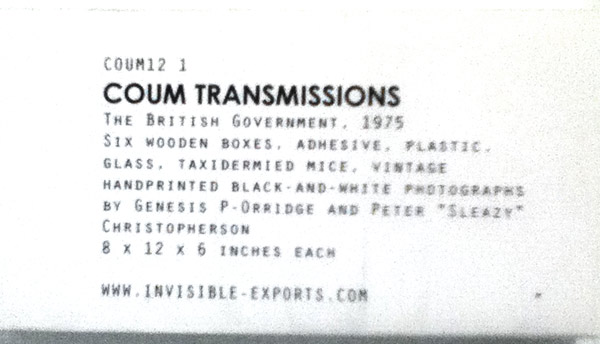 COUM12 1
COUM TRANSMISSIONS
THE BRITISH GOVERNMENT, 1975
SIX WOODEN BOXES, ADHESIVE, PLASTIC,
GLASS, TAXIDERMIED MICE, VINTAGE
HANDPRINTED BLACK-AND-WHITE PHOTOGRAPHS
BY GENESIS P-ORRIDGE AND PETER "SLEAZY"
CHRISTOPHERSON
8 X 12 X 6 INCHES EACH
WWW.INVISIBLE-EXPORTS.COM